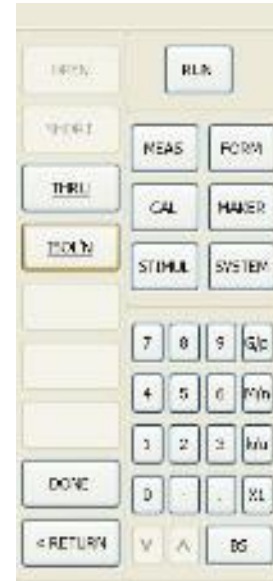 OPEN
RUN
SHORT
MEAS FORM
THRU
CAL MAKER
ISOL'N
STIMUL SYSTEM
7 8 9 G/p
4 5 6 M/n
1 2 3 k/u
DONE
0 - . X1
< RETURN
BS